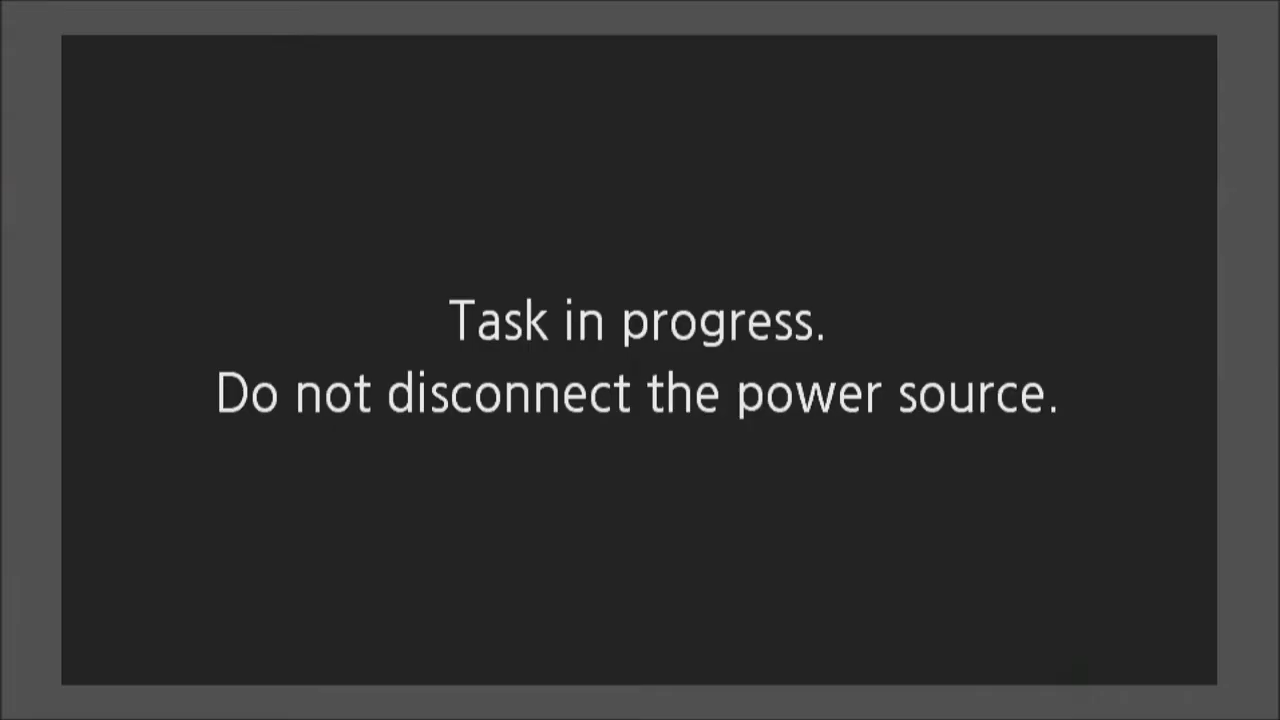 Task in progress.
Do not disconnect the power source.